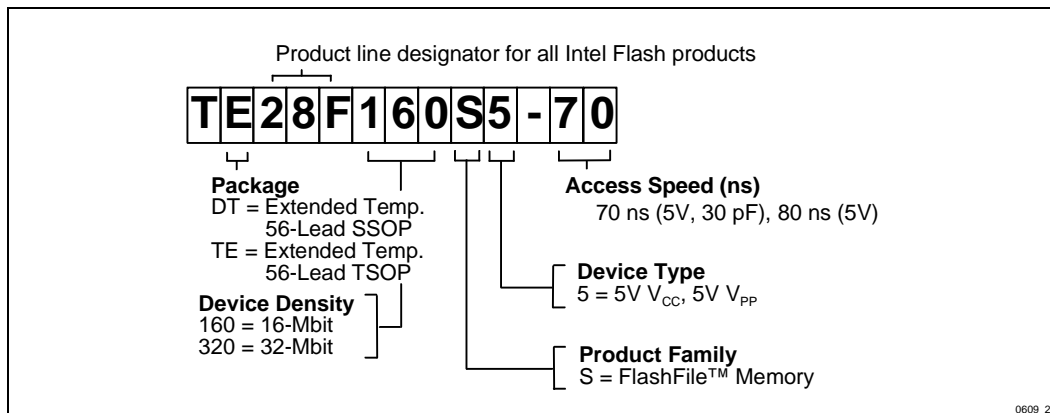 Product line designator for all Intel Flash products
TE28F160S5-70
Package
DT = Extended Temp.
56-Lead SSOP
TE = Extended Temp.
56-Lead TSOP
Device Density
160 = 16-Mbit
320 = 32-Mbit
Access Speed (ns)
70 ns (5V, 30 pF), 80 ns (5V)
Device Type
5 = 5V VCC, 5V VPP
Product Family
S = FlashFile™ Memory